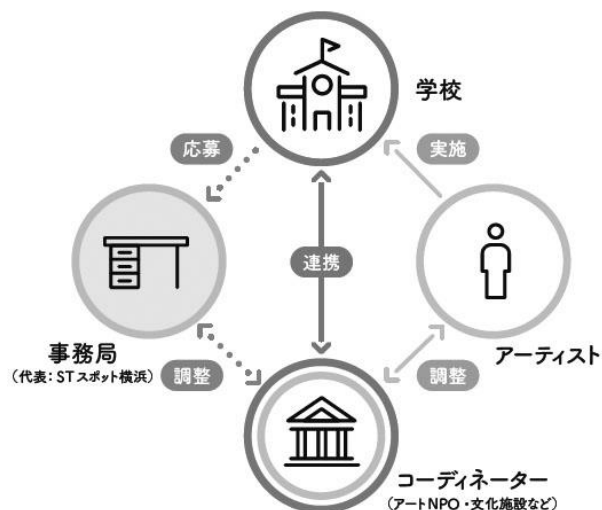 学校
応募
実施
連携
事務局
(代表:STスポット横浜)
アーティスト
調整
調整
コーディネーター
(アートNPO・文化施設など)